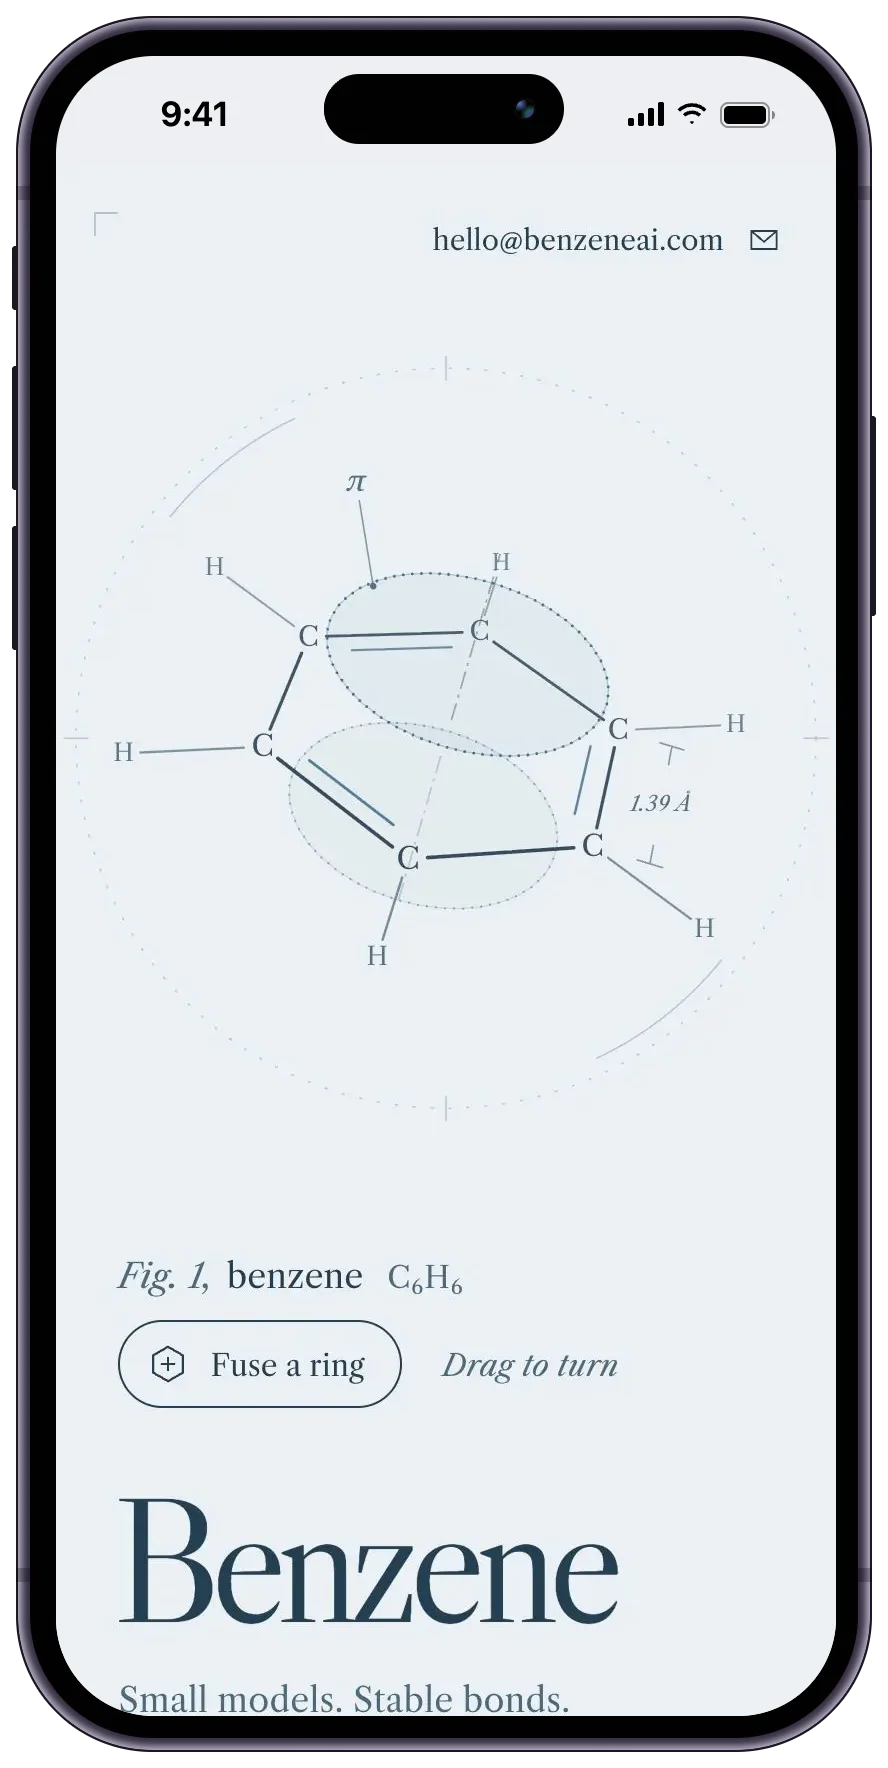 9:41
hello@benzeneai.com
π
H
H
C
C
C
H
H
C
1.39 Å
C
C
H
H
Fig. 1, benzene C₆H₆
Fuse a ring
Drag to turn
Benzene
Small models. Stable bonds.